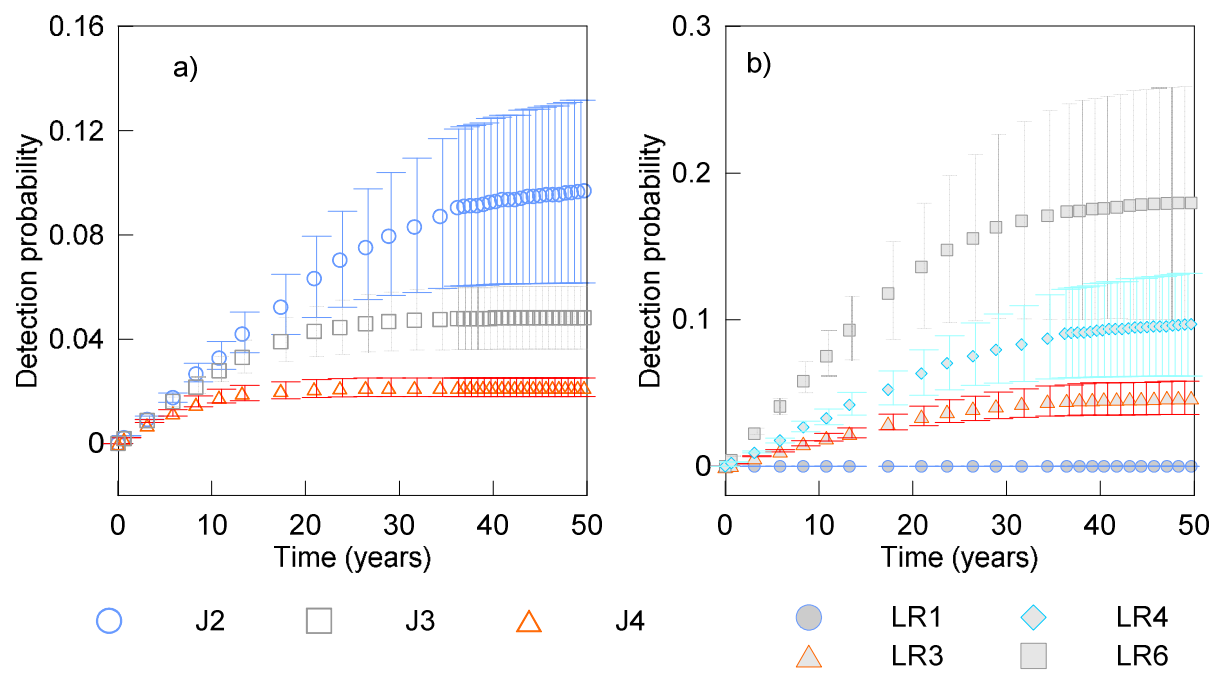 0.16
0.12
0.08
0.04
0
Detection probability
a)
0 10 20 30 40 50
Time (years)
J2 J3 J4
0.3
0.2
0.1
0
Detection probability
b)
0 10 20 30 40 50
Time (years)
LR1 LR4
LR3 LR6